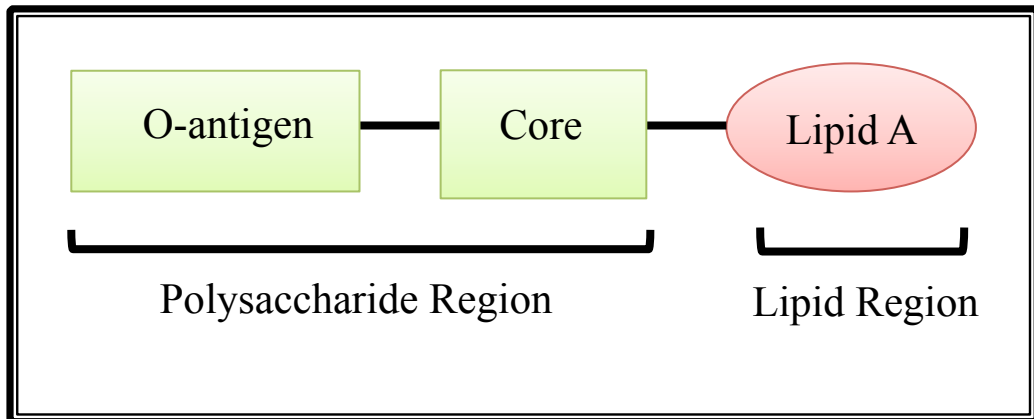 O-antigen
Core
Lipid A
Polysaccharide Region
Lipid Region